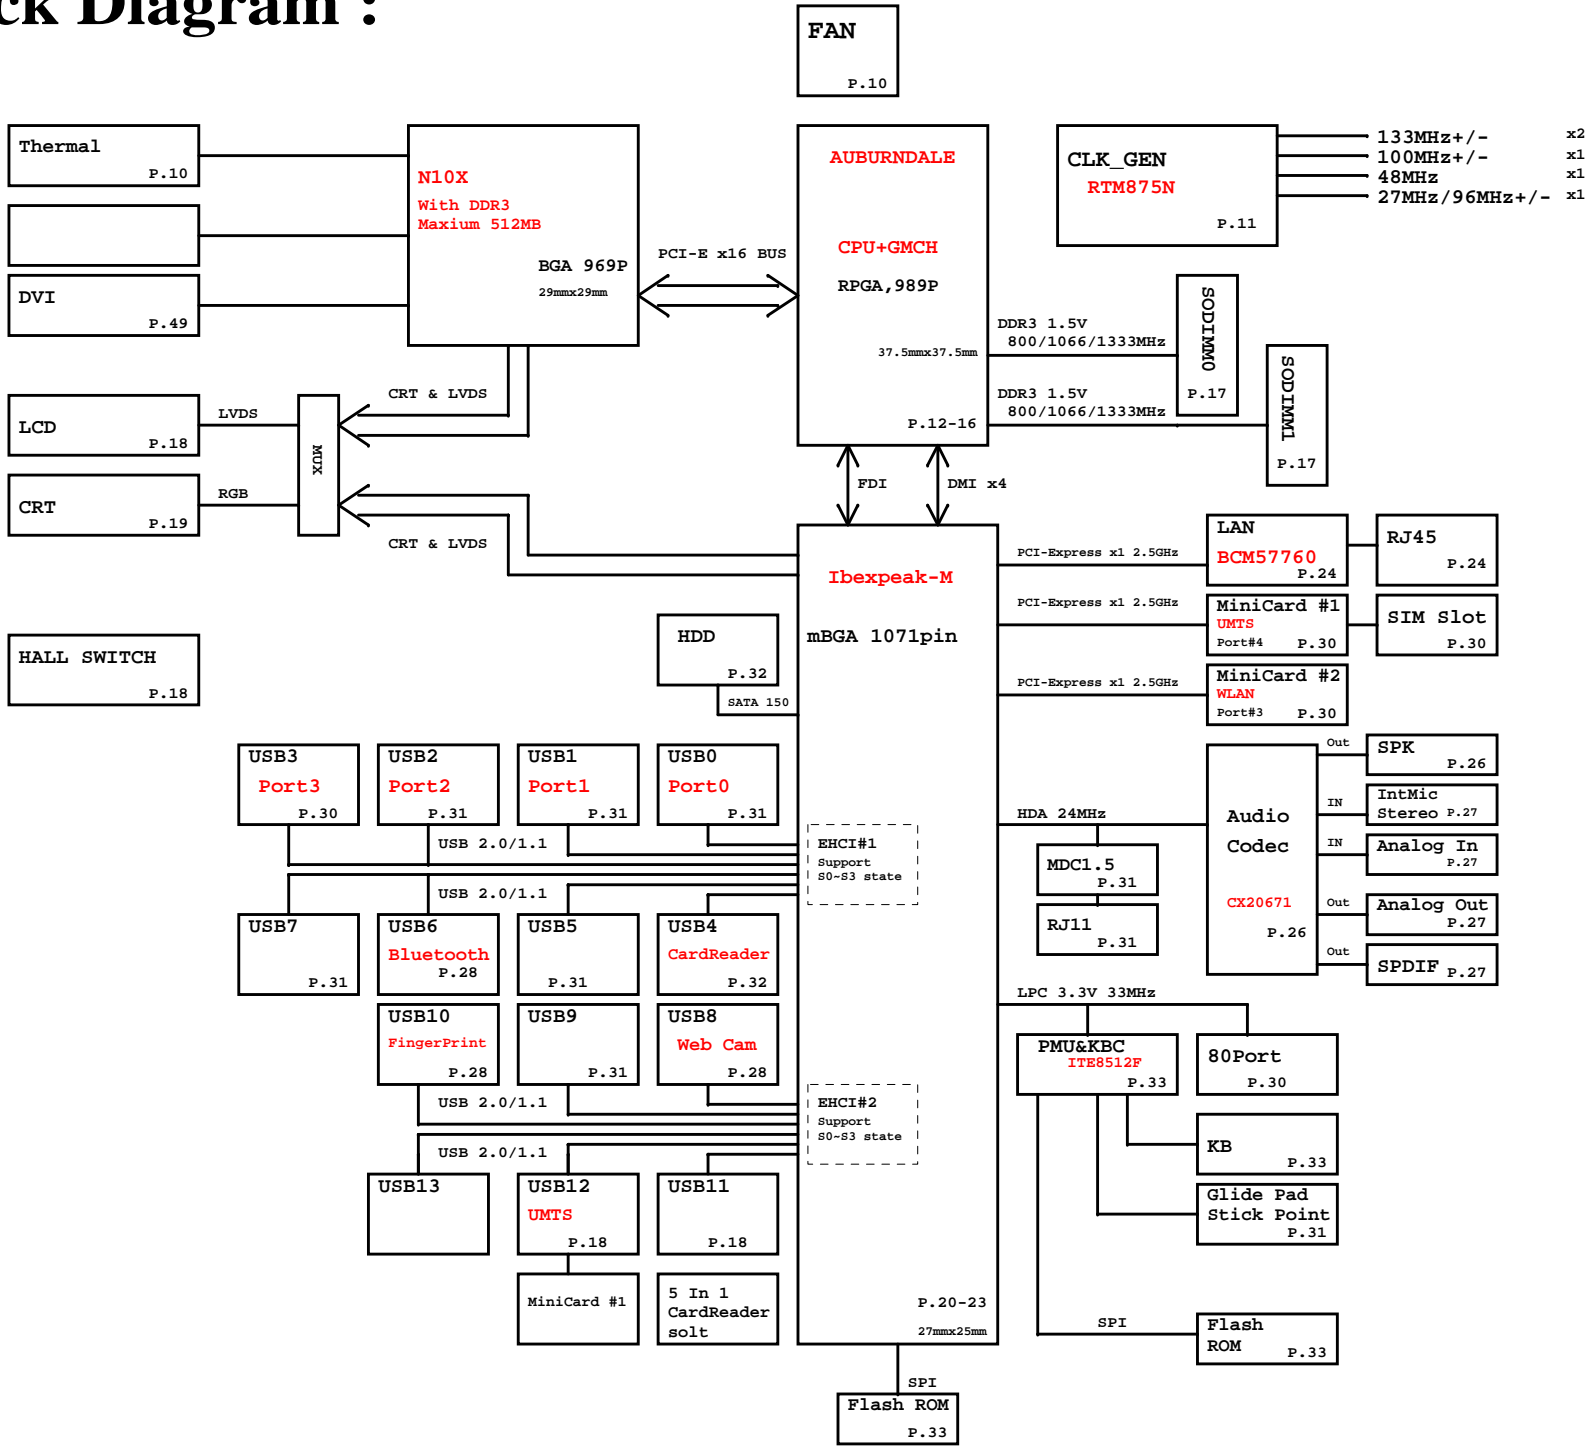 ck Diagram :
FAN
P.10
Thermal
P.10
N10X
With DDR3
Maxium 512MB
BGA 969P
29mmx29mm
PCI-E x16 BUS
AUBURNDALE
CPU+GMCH
RPGA,989P
37.5mmx37.5mm
P.12-16
CLK_GEN
RTM875N
P.11
133MHz+/- x2
100MHz+/- x1
48MHz x1
27MHz/96MHz+/- x1
DVI
P.49
DDR3 1.5V
800/1066/1333MHz
SODIMM0
P.17
DDR3 1.5V
800/1066/1333MHz
SODIMM1
P.17
LCD
P.18
LVDS
CRT & LVDS
MUX
CRT
P.19
RGB
CRT & LVDS
FDI
DMI x4
HALL SWITCH
P.18
Ibexpeak-M
mBGA 1071pin
HDD
P.32
SATA 150
PCI-Express x1 2.5GHz
LAN
BCM57760
P.24
RJ45
P.24
PCI-Express x1 2.5GHz
MiniCard #1
UMTS
Port#4
P.30
SIM Slot
P.30
PCI-Express x1 2.5GHz
MiniCard #2
WLAN
Port#3
P.30
USB3
Port3
P.30
USB2
Port2
P.31
USB1
Port1
P.31
USB0
Port0
P.31
USB 2.0/1.1
EHCI#1
Support
S0~S3 state
USB 2.0/1.1
USB7
P.31
USB6
Bluetooth
P.28
USB5
P.31
USB4
CardReader
P.32
HDA 24MHz
MDC1.5
P.31
RJ11
P.31
Audio
Codec
CX20671
P.26
Out
SPK
P.26
IN
IntMic
Stereo P.27
IN
Analog In
P.27
Out
Analog Out
P.27
Out
SPDIF P.27
USB10
FingerPrint
P.28
USB9
P.31
USB8
Web Cam
P.28
USB 2.0/1.1
EHCI#2
Support
S0~S3 state
USB 2.0/1.1
USB13
USB12
UMTS
P.18
USB11
P.18
MiniCard #1
5 In 1
CardReader
solt
LPC 3.3V 33MHz
PMU&KBC
ITE8512F
P.33
80Port
P.30
KB
P.33
Glide Pad
Stick Point
P.31
SPI
Flash
ROM
P.33
P.20-23
27mmx25mm
SPI
Flash ROM
P.33